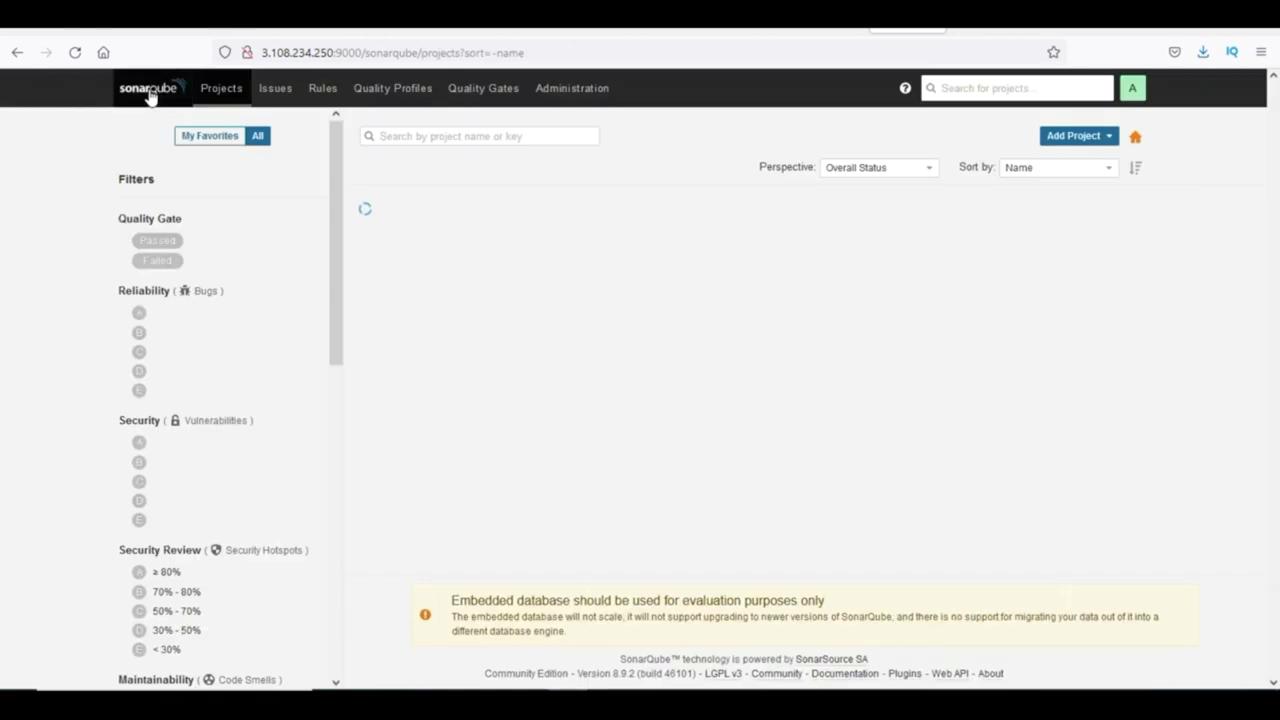 3.108.234.250:9000/sonarqube/projects?sort=-name
IQ
sonarqube Projects Issues Rules Quality Profiles Quality Gates Administration ? Search for projects... A
My Favorites All
Search by project name or key
Add Project
Perspective: Overall Status Sort by: Name
Filters
Quality Gate
Passed
Failed
Reliability ( Bugs )
A
B
C
D
E
Security ( Vulnerabilities )
A
B
C
D
E
Security Review ( Security Hotspots )
A ≥ 80%
B 70% - 80%
C 50% - 70%
D 30% - 50%
E < 30%
Maintainability ( Code Smells )
Embedded database should be used for evaluation purposes only
The embedded database will not scale, it will not support upgrading to newer versions of SonarQube, and there is no support for migrating your data out of it into a
different database engine.
SonarQube™ technology is powered by SonarSource SA
Community Edition - Version 8.9.2 (build 46101) - LGPL v3 - Community - Documentation - Plugins - Web API - About